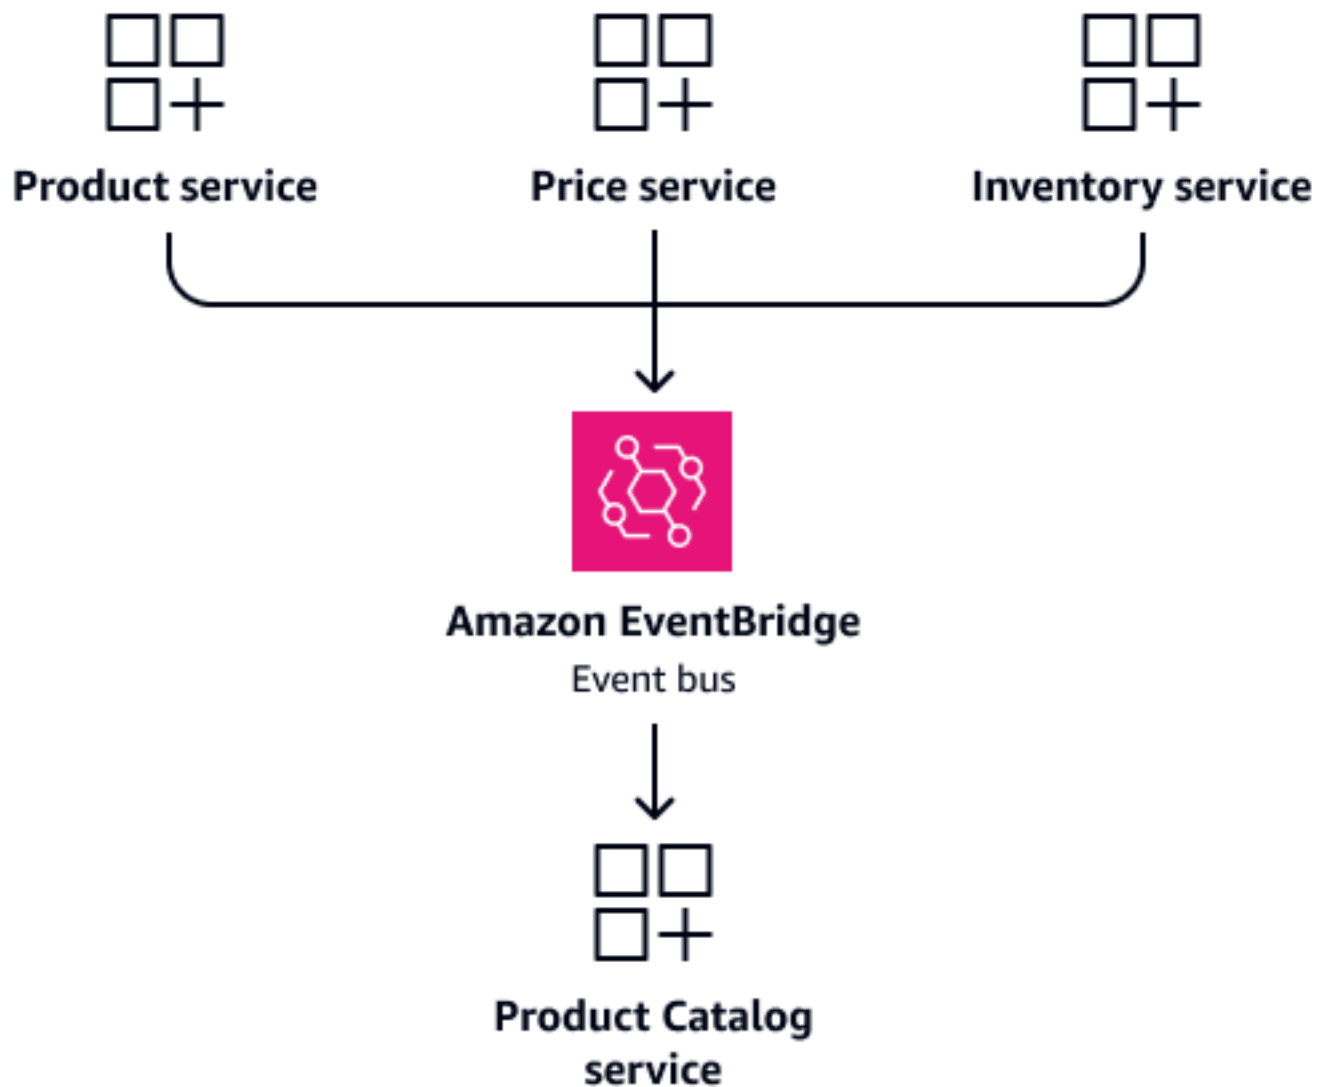 Product service
Price service
Inventory service
Amazon EventBridge
Event bus
Product Catalog
service